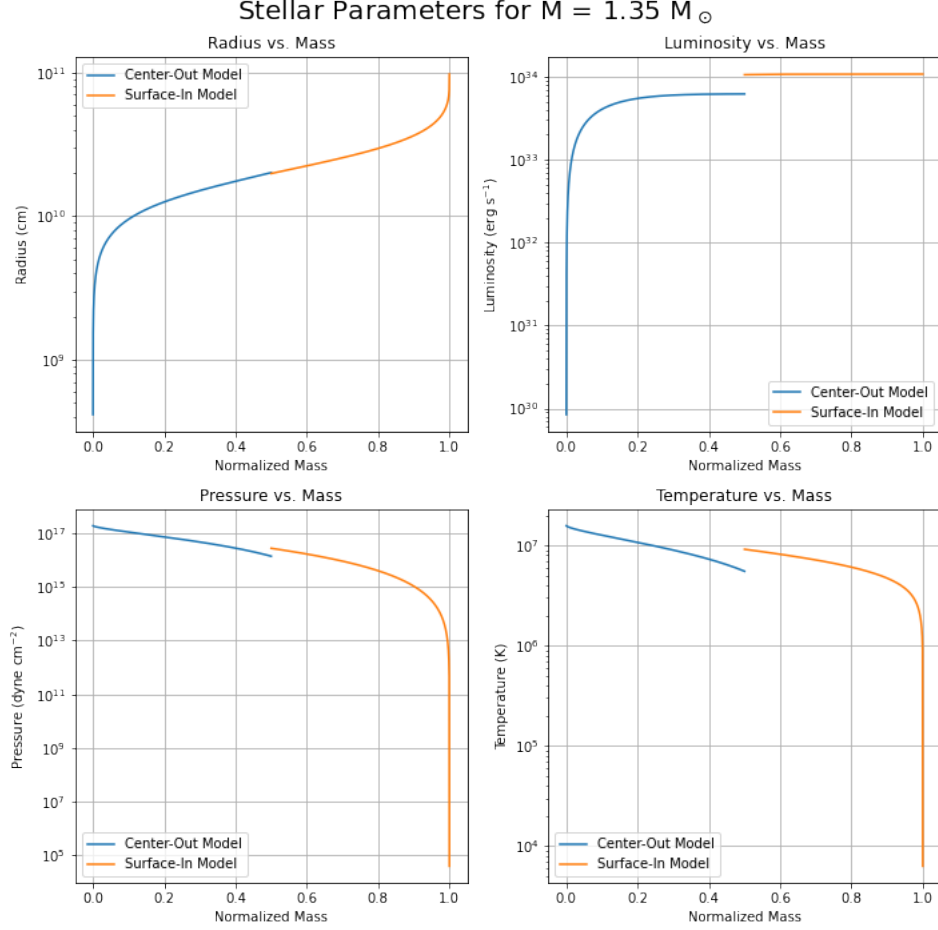 Stellar Parameters for M = 1.35 M⊙
Radius vs. Mass
Radius (cm)
10¹¹
10¹⁰
10⁹
Center-Out Model
Surface-In Model
0.0 0.2 0.4 0.6 0.8 1.0
Normalized Mass
Luminosity vs. Mass
Luminosity (erg s⁻¹)
10³⁴
10³³
10³²
10³¹
10³⁰
Center-Out Model
Surface-In Model
0.0 0.2 0.4 0.6 0.8 1.0
Normalized Mass
Pressure vs. Mass
Pressure (dyne cm⁻²)
10¹⁷
10¹⁵
10¹³
10¹¹
10⁹
10⁷
10⁵
Center-Out Model
Surface-In Model
0.0 0.2 0.4 0.6 0.8 1.0
Normalized Mass
Temperature vs. Mass
Temperature (K)
10⁷
10⁶
10⁵
10⁴
Center-Out Model
Surface-In Model
0.0 0.2 0.4 0.6 0.8 1.0
Normalized Mass